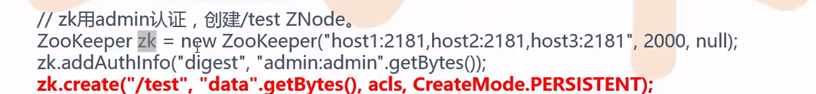 // zk用admin认证，创建/test ZNode。
ZooKeeper zk = new ZooKeeper("host1:2181,host2:2181,host3:2181", 2000, null);
zk.addAuthInfo("digest", "admin:admin".getBytes());
zk.create("/test", "data".getBytes(), acls, CreateMode.PERSISTENT);